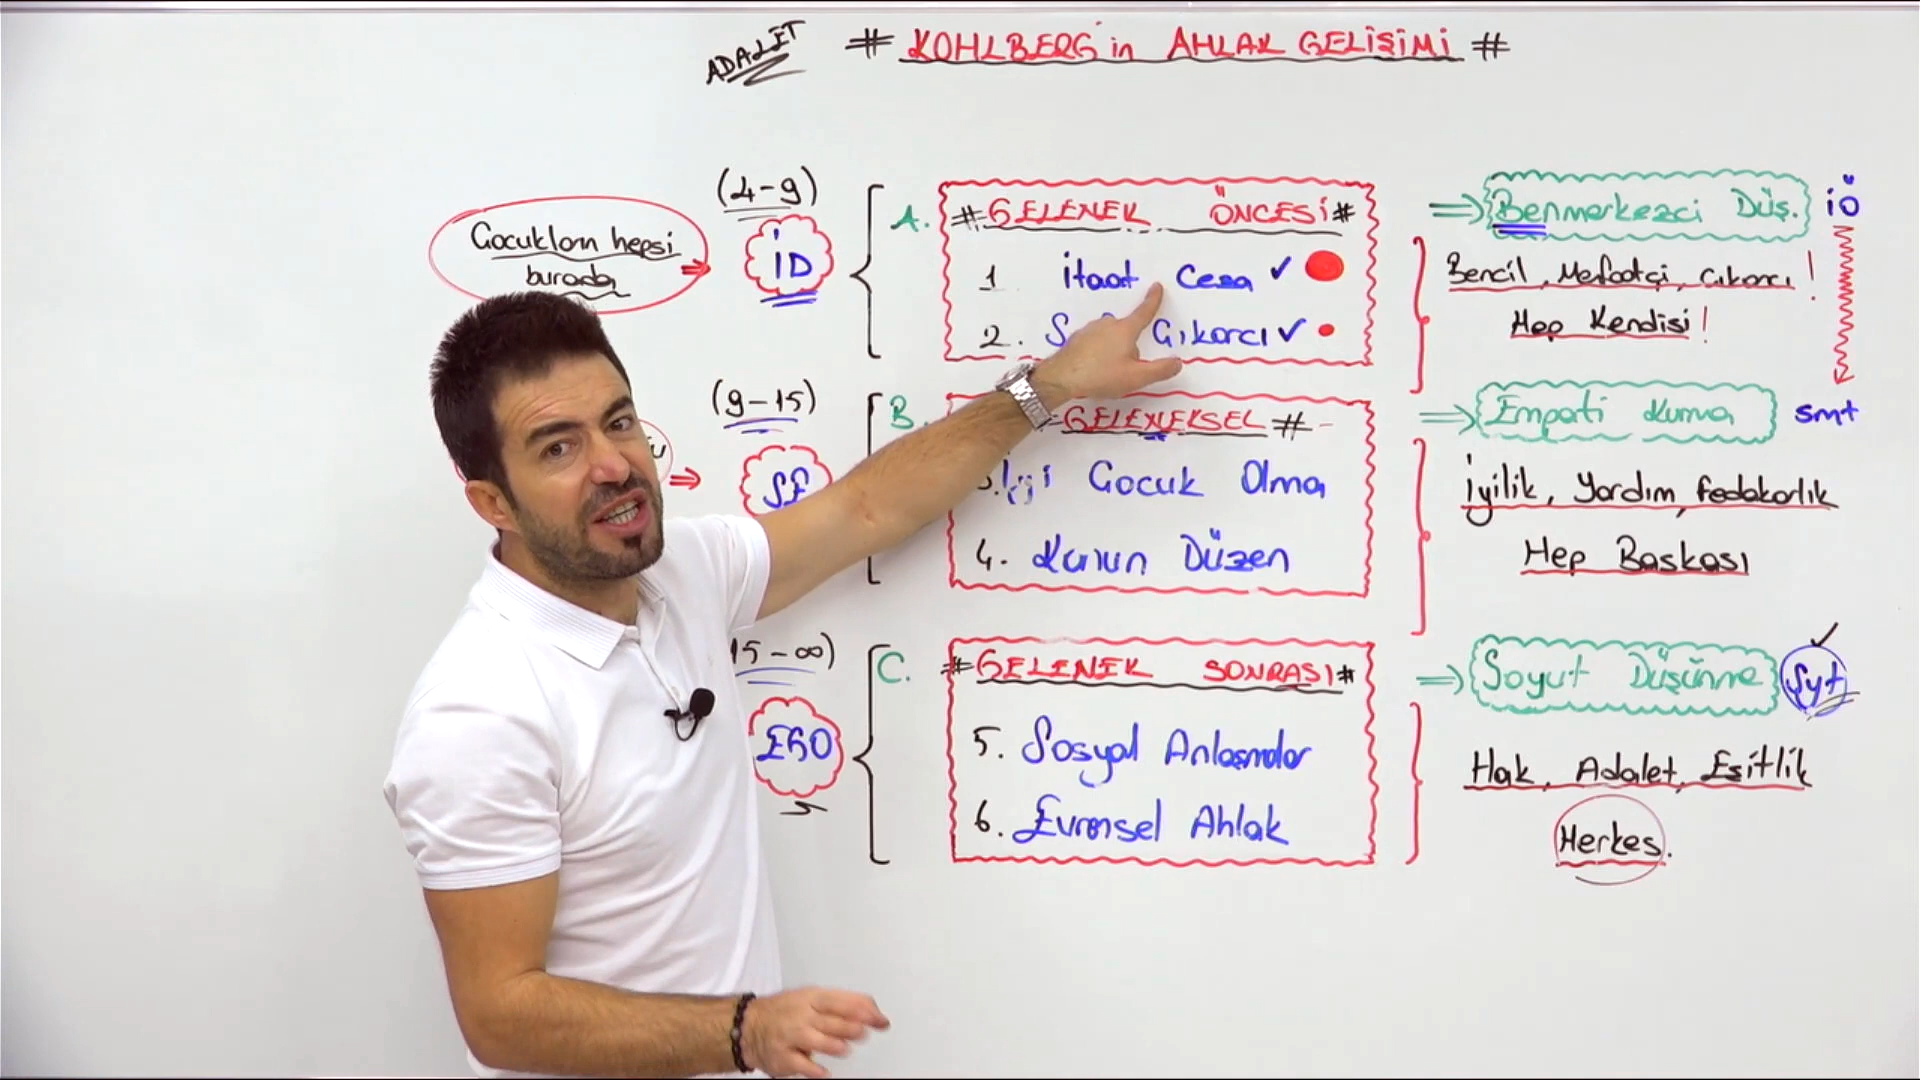 ADALET
# KOHLBERG in AHLAK GELİŞİMİ #
Çocukların hepsi
burada
(4-9)
İD
A. # GELENEK ÖNCESİ #
1 İtaat Ceza ✓
2. Çıkarcı ✓
⇒ Benmerkezci Düş. İÖ
Bencil, Menfaatçi, Çıkarcı !
Hep Kendisi !
(9-15)
SE
B. GELENEKSEL #
İyi Çocuk Olma
4. Kanun Düzen
⇒ Empati Kurma smt
İyilik, Yardım, fedakarlık
Hep Başkası
15-∞)
EGO
C. # GELENEK SONRASI #
5. Sosyal Anlaşmalar
6. Evrensel Ahlak
⇒ Soyut Düşünme Syt
Hak, Adalet, Eşitlik
Herkes.